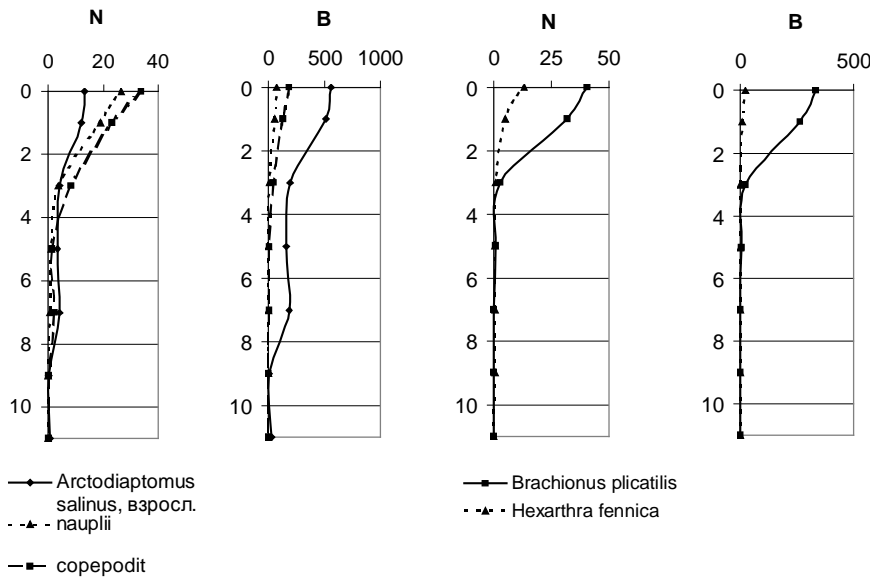 N
B
N
B
0 20 40
0 500 1000
0 25 50
0 500
0
2
4
6
8
10
0
2
4
6
8
10
0
2
4
6
8
10
0
2
4
6
8
10
Arctodiaptomus
salinus, взросл.
nauplii
copepodit
Brachionus plicatilis
Hexarthra fennica